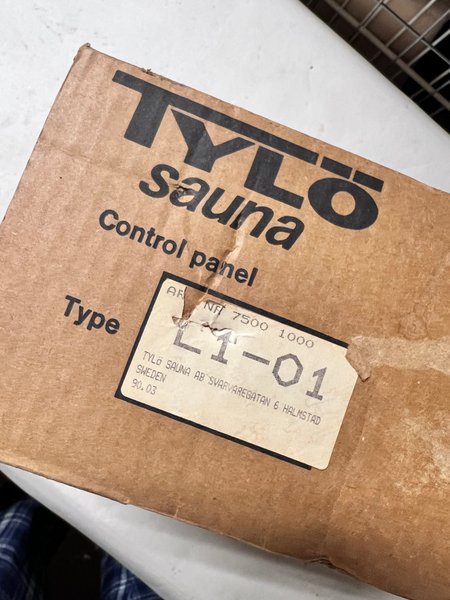 TYLÖ
sauna
Control panel
Type
NR 7500 1000
L1-01
TYLÖ SAUNA AB SVARVAREGATAN 6 HALMSTAD
SWEDEN
90.03